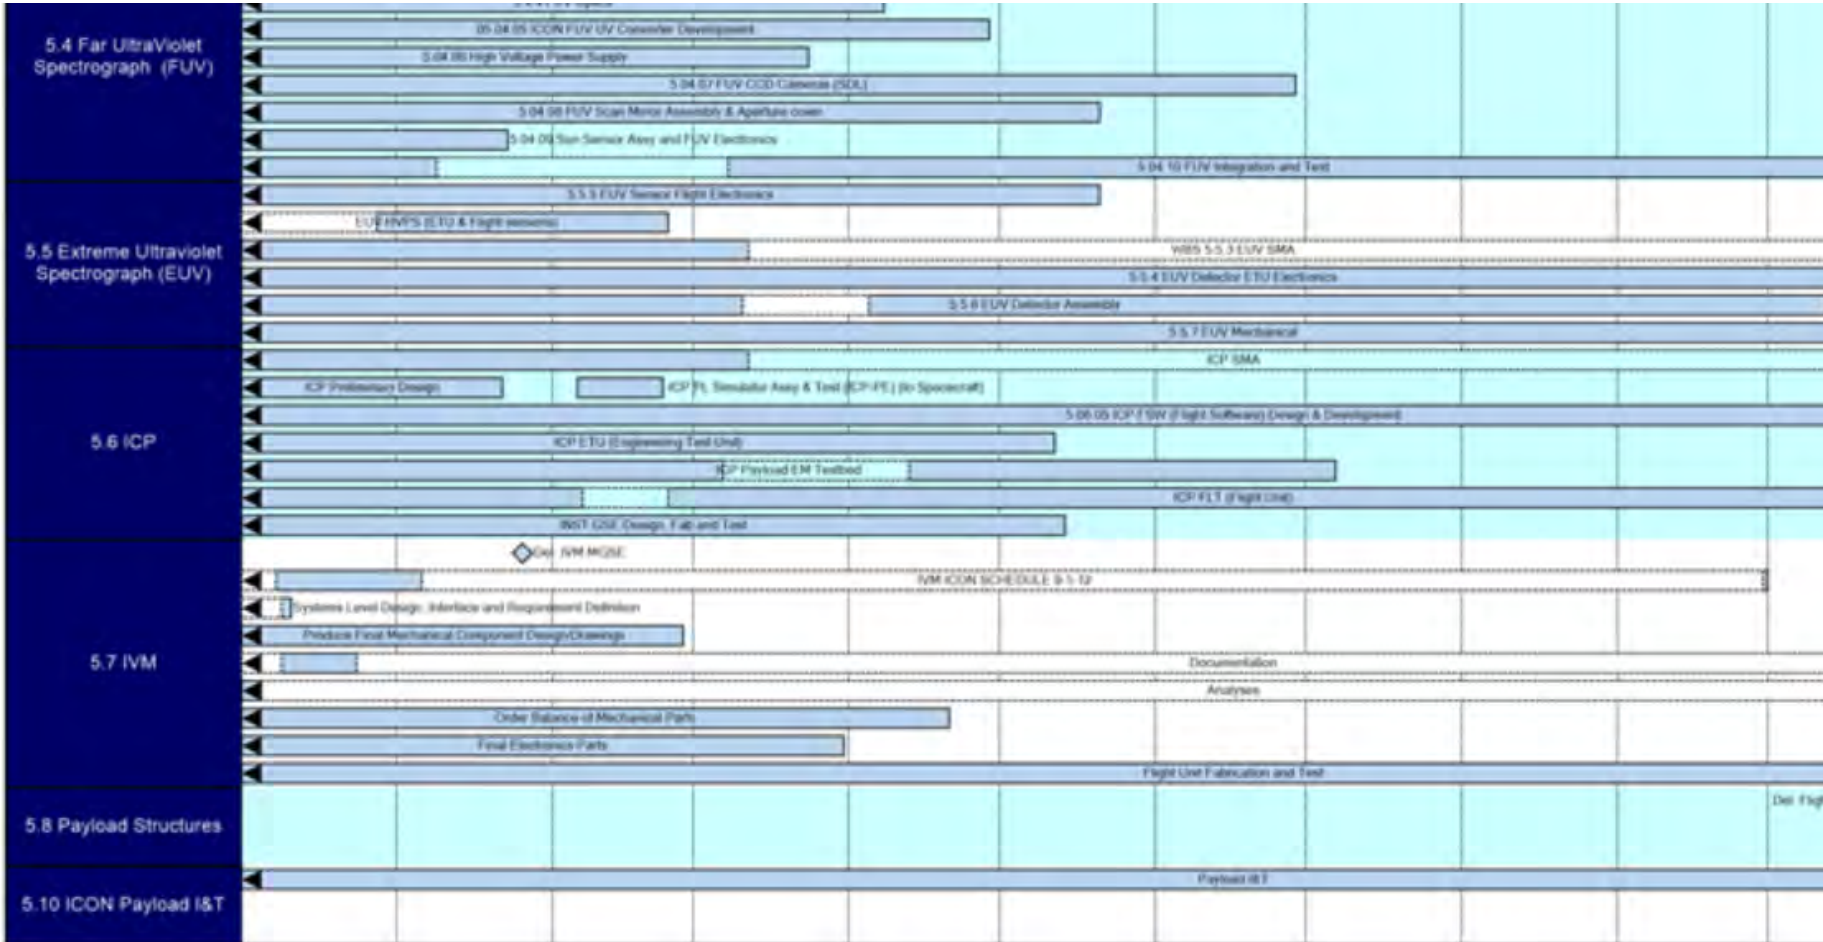 5.4 Far UltraViolet
Spectrograph (FUV)
05.04.05 ICON FUV UV Converter Development
5.04.06 High Voltage Power Supply
5.04.07 FUV CCD Cameras (SDL)
5.04.08 FUV Scan Mirror Assembly & Aperture cover
5.04.09 Sun Sensor Assy and FUV Electronics
5.04.10 FUV Integration and Test
5.5 Extreme Ultraviolet
Spectrograph (EUV)
5.5.5 EUV Sensor Flight Electronics
EUV HVPS (ETU & Flight versions)
WBS 5.5.3 EUV SMA
5.5.4 EUV Detector ETU Electronics
5.5.6 EUV Detector Assembly
5.5.7 EUV Mechanical
5.6 ICP
ICP SMA
ICP Preliminary Design
ICP PL Simulator Assy & Test (ICP-PE) (to Spacecraft)
5.06.05 ICP FSW (Flight Software) Design & Development
ICP ETU (Engineering Test Unit)
ICP Payload EM Testbed
ICP FLT (Flight Unit)
INST GSE Design, Fab and Test
5.7 IVM
Del IVM MGSE
IVM ICON SCHEDULE 9-1-12
Systems Level Design, Interface and Requirement Definition
Produce Final Mechanical Component Design/Drawings
Documentation
Analyses
Order Balance of Mechanical Parts
Final Electronics Parts
Flight Unit Fabrication and Test
5.8 Payload Structures
Del Flig
5.10 ICON Payload I&T
Payload I&T